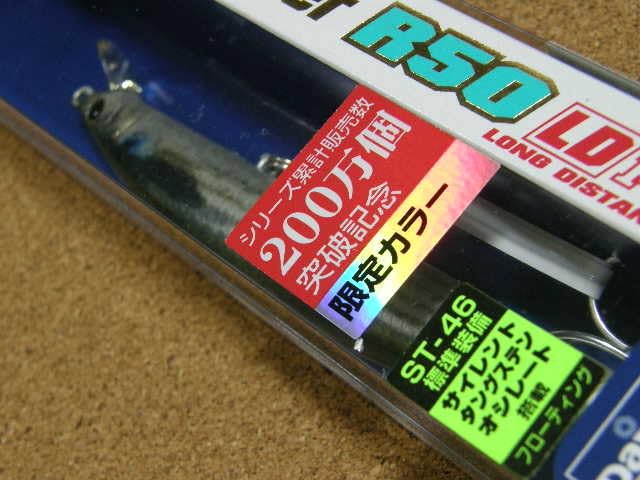 R50
LD
LONG DISTAN
シリーズ累計販売数
200万個
突破記念
限定カラー
ST-46
標準装備
サイレント
タングステン
オシレート
搭載
フローティング
Dai